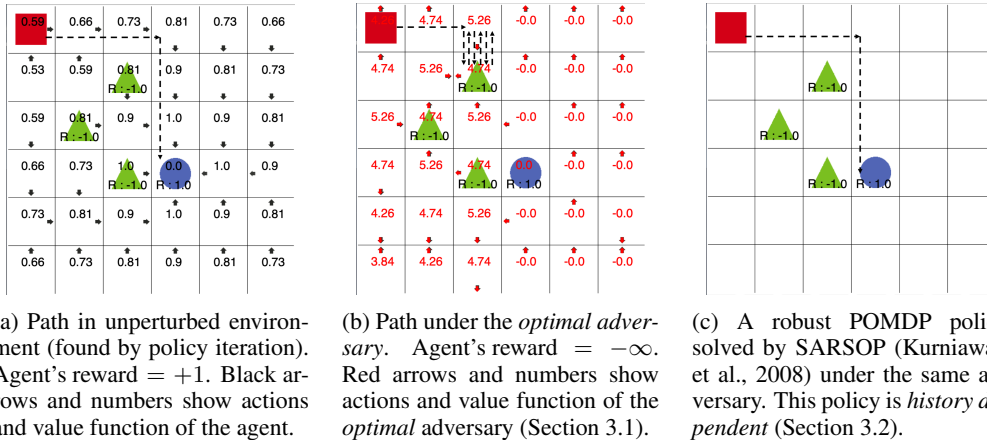 0.59 0.66 0.73 0.81 0.73 0.66
0.53 0.59 0.81 0.9 0.81 0.73
R : -1.0
0.59 0.81 0.9 1.0 0.9 0.81
R : -1.0
0.66 0.73 1.0 0.0 1.0 0.9
R : -1.0 R : 1.0
0.73 0.81 0.9 1.0 0.9 0.81
0.66 0.73 0.81 0.9 0.81 0.73
a) Path in unperturbed environ-
ment (found by policy iteration).
Agent's reward = +1. Black ar-
rows and numbers show actions
and value function of the agent.
4.74 5.26 -0.0 -0.0 -0.0
4.74 5.26 4.74 -0.0 -0.0 -0.0
R : -1.0
5.26 4.74 5.26 -0.0 -0.0 -0.0
R : -1.0
4.74 5.26 4.74 0.0 -0.0 -0.0
R : -1.0 R : 1.0
4.26 4.74 5.26 -0.0 -0.0 -0.0
3.84 4.26 4.74 -0.0 -0.0 -0.0
(b) Path under the optimal adver-
sary. Agent's reward = −∞.
Red arrows and numbers show
actions and value function of the
optimal adversary (Section 3.1).
R : -1.0
R : -1.0
R : -1.0 R : 1.0
(c) A robust POMDP poli
solved by SARSOP (Kurniawa
et al., 2008) under the same a
versary. This policy is history d
pendent (Section 3.2).